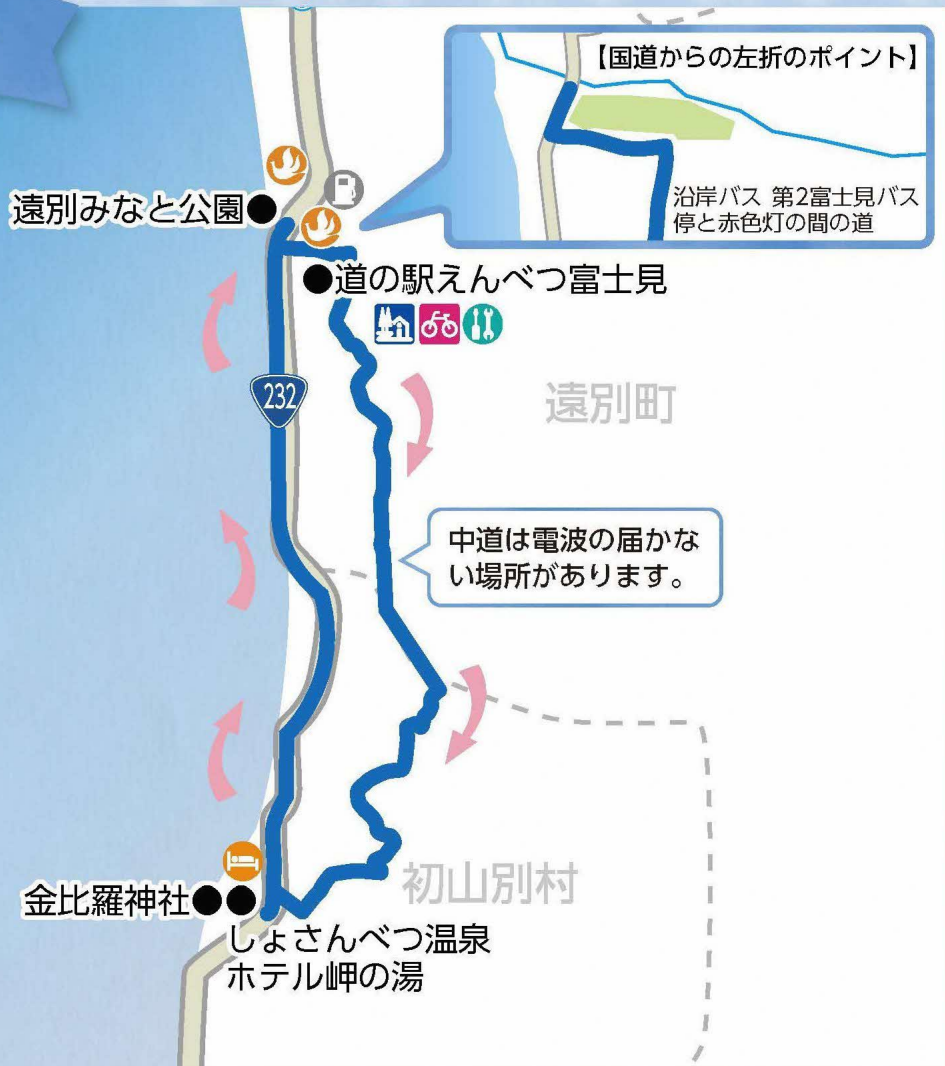 【国道からの左折のポイント】
沿岸バス 第2富士見バス
停と赤色灯の間の道
遠別みなと公園
道の駅えんべつ富士見
232
遠別町
中道は電波の届かな
い場所があります。
初山別村
金比羅神社
しょさんべつ温泉
ホテル岬の湯